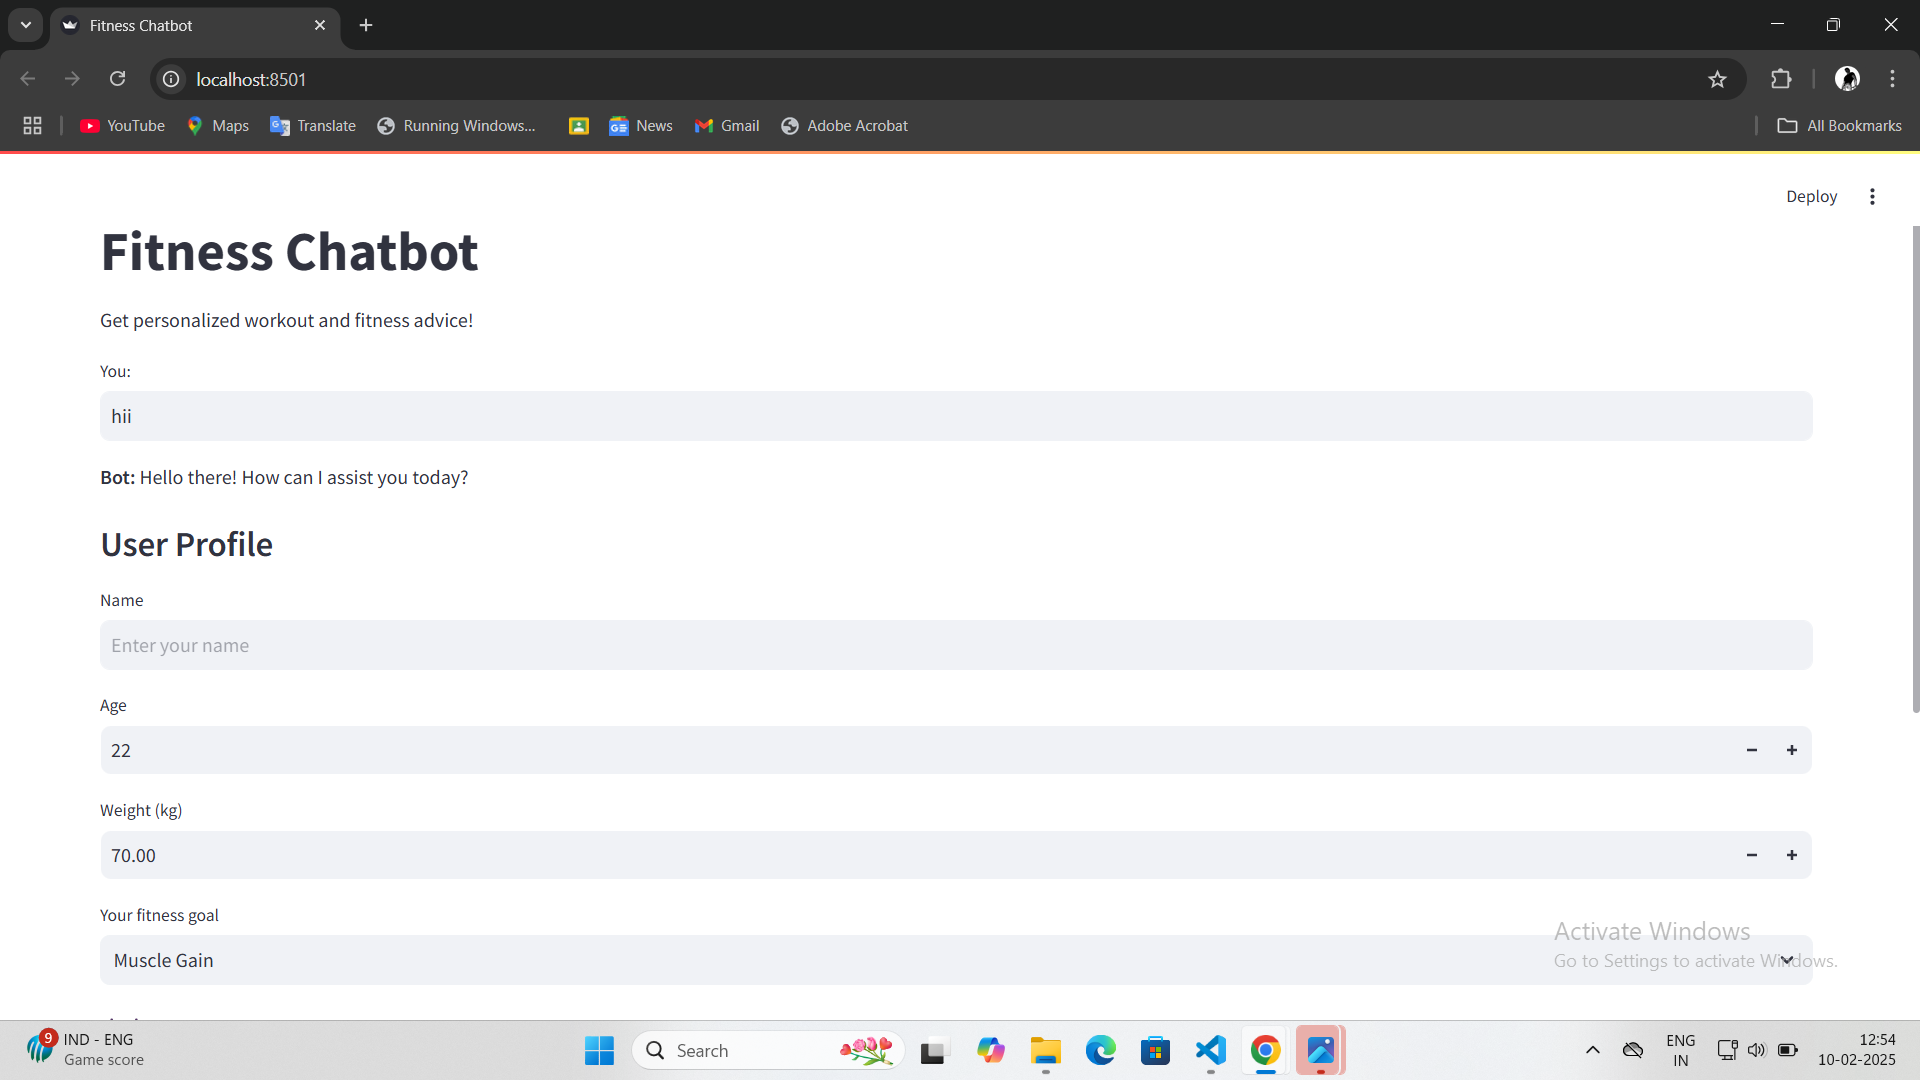 Fitness Chatbot
localhost:8501
YouTube Maps Translate Running Windows... News Gmail Adobe Acrobat All Bookmarks
Deploy
Fitness Chatbot
Get personalized workout and fitness advice!
You:
hii
Bot: Hello there! How can I assist you today?
User Profile
Name
Enter your name
Age
22
Weight (kg)
70.00
Your fitness goal
Muscle Gain
Activate Windows
Go to Settings to activate Windows.
9
IND - ENG
Game score
Search
ENG
IN
12:54
10-02-2025